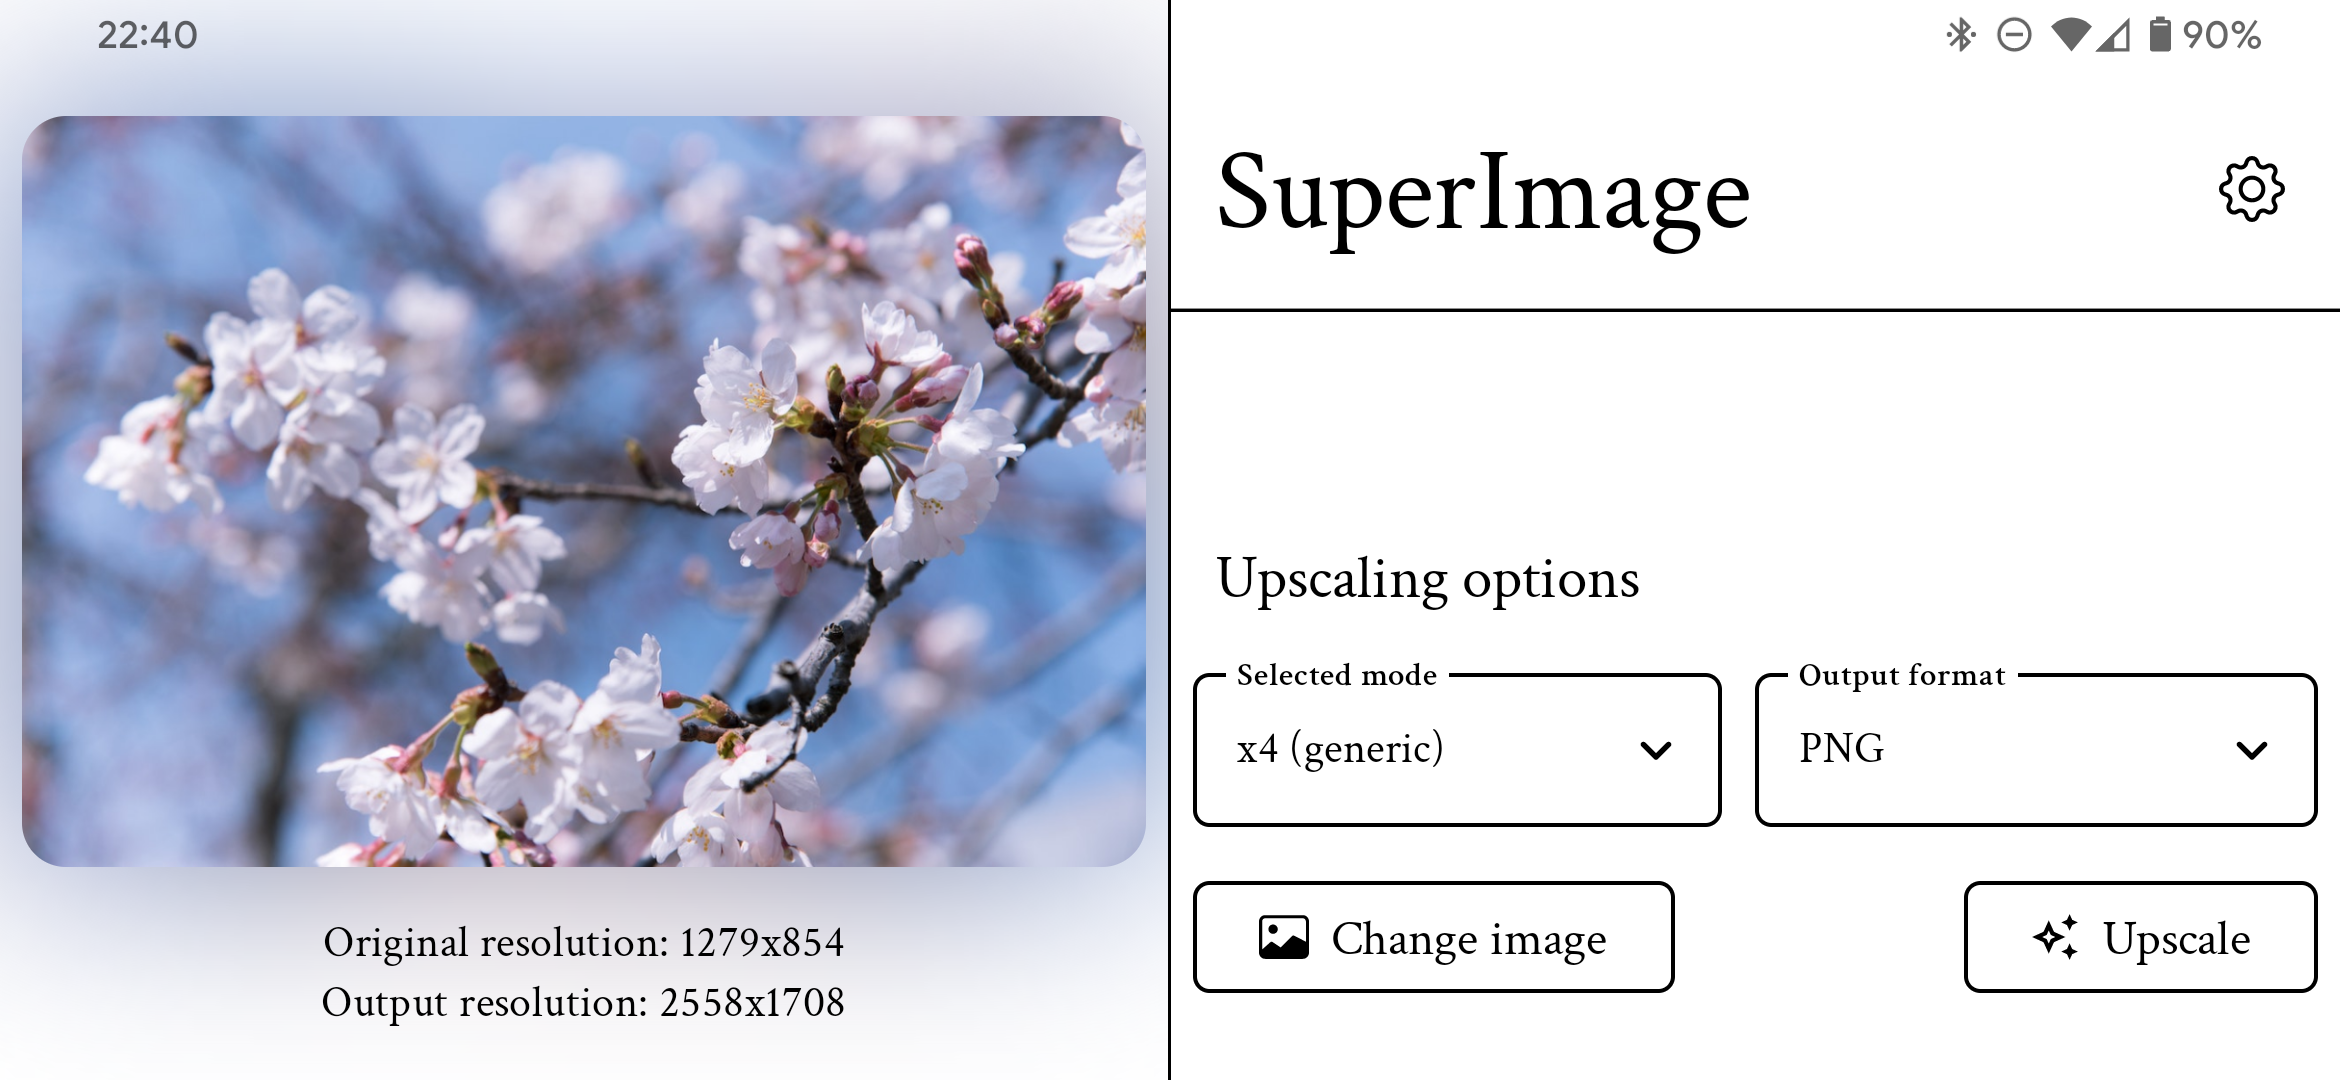 22:40
90%
SuperImage
Original resolution: 1279x854
Output resolution: 2558x1708
Upscaling options
Selected mode
x4 (generic)
Output format
PNG
Change image
Upscale